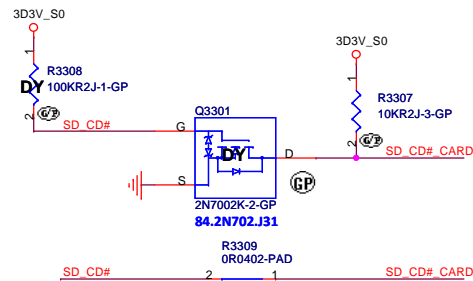 3D3V_S0
1
R3308
DY 100KR2J-1-GP
2 G/P
SD_CD#
3D3V_S0
1
R3307
10KR2J-3-GP
2 G/P
SD_CD#_CARD
Q3301
G
DY
D
S
GP
2N7002K-2-GP
84.2N702.J31
R3309
0R0402-PAD
SD_CD# 2 1 SD_CD#_CARD